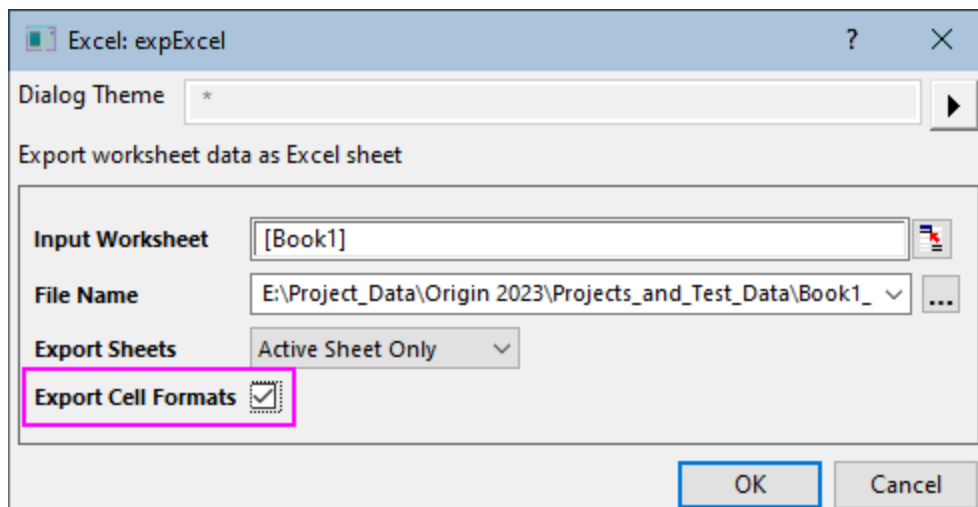 Excel: expExcel ?
Dialog Theme *
Export worksheet data as Excel sheet
Input Worksheet [Book1]
File Name E:\Project_Data\Origin 2023\Projects_and_Test_Data\Book1_ ...
Export Sheets Active Sheet Only
Export Cell Formats
OK Cancel